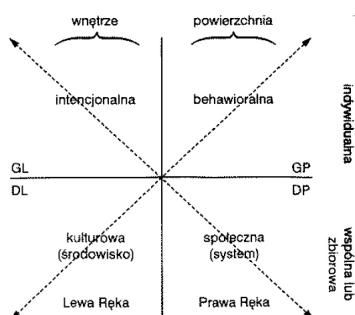 wnętrze
powierzchnia
intencjonalna
behawioralna
indywidualna
GL
GP
DL
DP
kulturowa
(środowisko)
społeczna
(system)
wspólna lub
zbiorowa
Lewa Ręka
Prawa Ręka